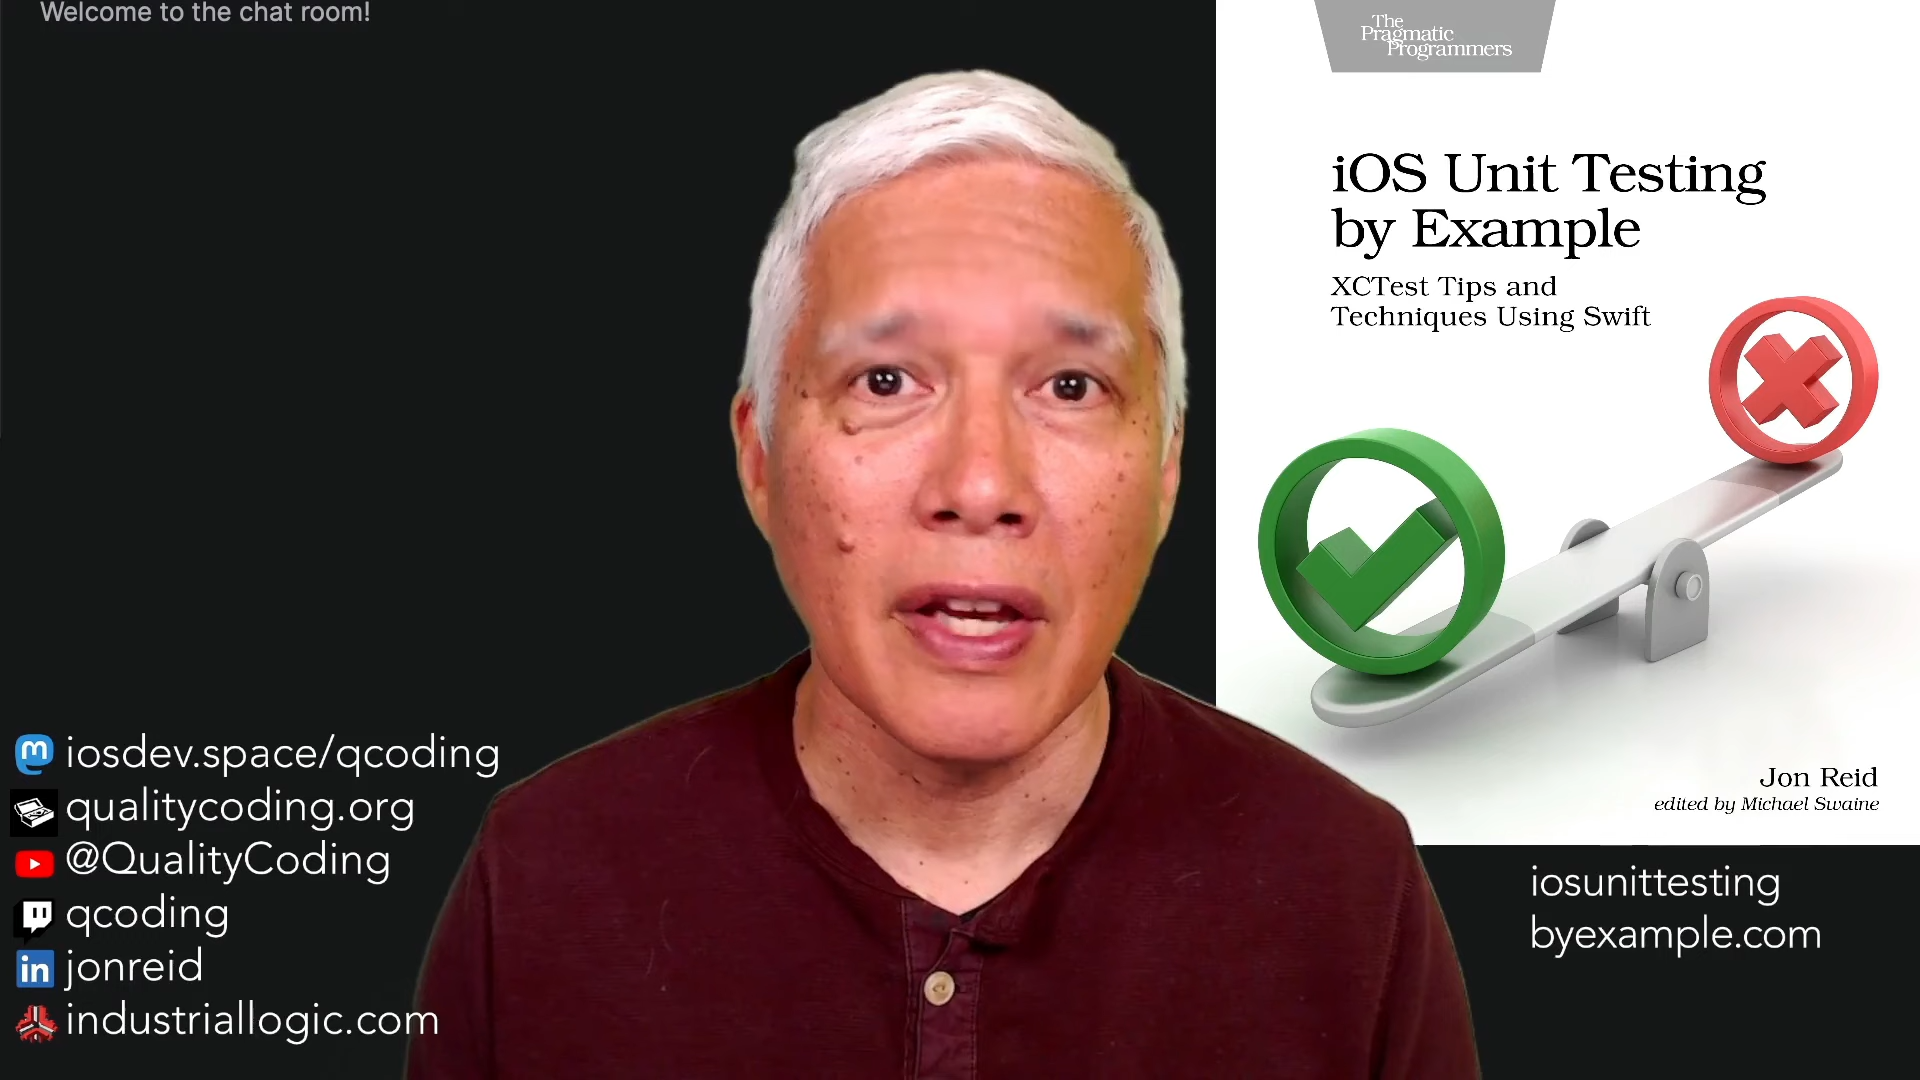 Welcome to the chat room!
The
Pragmatic
Programmers
iOS Unit Testing
by Example
XCTest Tips and
Techniques Using Swift
Jon Reid
edited by Michael Swaine
iosdev.space/qcoding
qualitycoding.org
@QualityCoding
qcoding
jonreid
industriallogic.com
iosunittesting
byexample.com